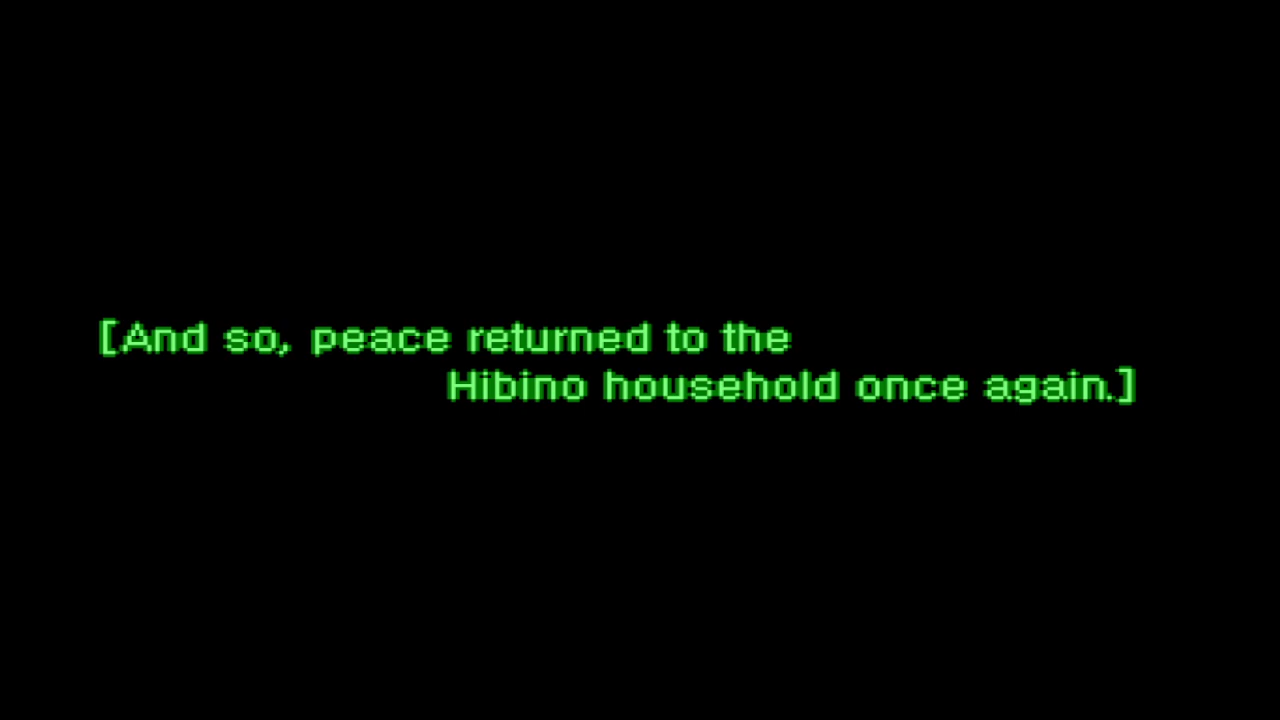 [And so, peace returned to the
Hibino household once again.]